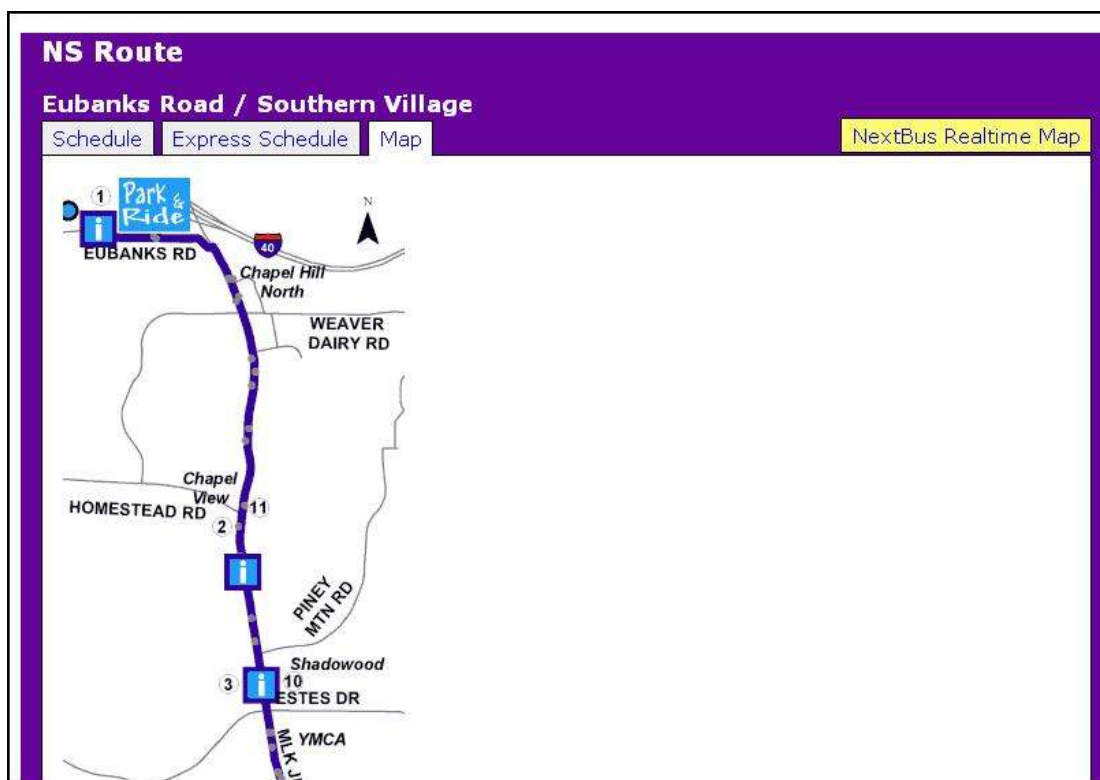 NS Route
Eubanks Road / Southern Village
Schedule
Express Schedule
Map
NextBus Realtime Map
1
Park &
Ride
N
i
40
EUBANKS RD
Chapel Hill
North
WEAVER
DAIRY RD
Chapel
View
11
HOMESTEAD RD
2
i
PINEY
MTN RD
Shadowood
3
i
10
ESTES DR
YMCA
MLK